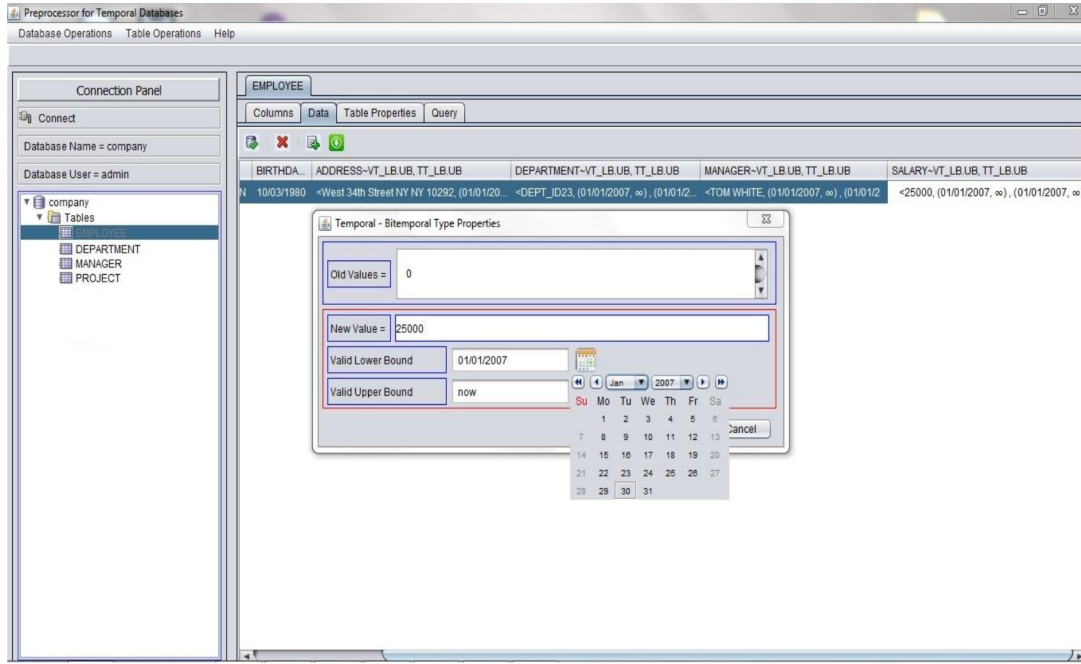 Preprocessor for Temporal Databases
Database Operations Table Operations Help
Connection Panel
Connect
Database Name = company
Database User = admin
company
Tables
EMPLOYEE
DEPARTMENT
MANAGER
PROJECT
EMPLOYEE
Columns Data Table Properties Query
BIRTHDA... ADDRESS~VT_LB.UB, TT_LB.UB DEPARTMENT~VT_LB.UB, TT_LB.UB MANAGER~VT_LB.UB, TT_LB.UB SALARY~VT_LB.UB, TT_LB.UB
N 10/03/1980 <West 34th Street NY NY 10292, (01/01/20... <DEPT_ID23, (01/01/2007, ∞) , (01/01/2... <TOM WHITE, (01/01/2007, ∞) , (01/01/2 <25000, (01/01/2007, ∞) , (01/01/2007, ∞
Temporal - Bitemporal Type Properties
Old Values = 0
New Value = 25000
Valid Lower Bound 01/01/2007
Valid Upper Bound now
Jan 2007
Su Mo Tu We Th Fr Sa
1 2 3 4 5 6
7 8 9 10 11 12 13
14 15 16 17 18 19 20
21 22 23 24 25 26 27
28 29 30 31
Cancel